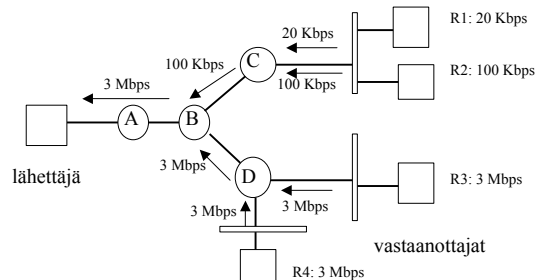 20 Kbps
R1: 20 Kbps
C
100 Kbps
100 Kbps
R2: 100 Kbps
3 Mbps
A
B
lähettäjä
3 Mbps
D
3 Mbps
R3: 3 Mbps
3 Mbps
vastaanottajat
R4: 3 Mbps